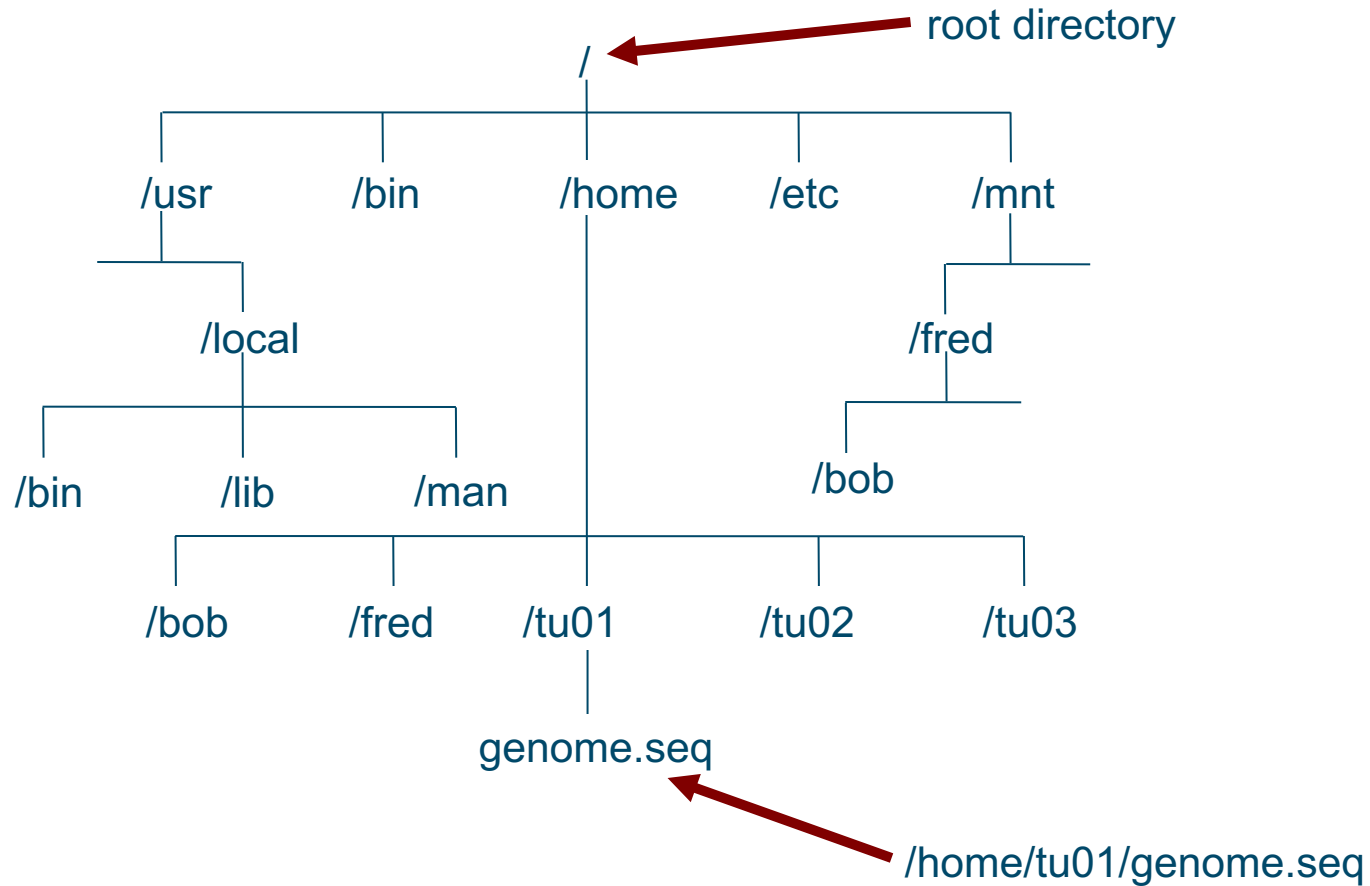 root directory
/
/usr /bin /home /etc /mnt
/local /fred
/bin /lib /man /bob
/bob /fred /tu01 /tu02 /tu03
genome.seq
/home/tu01/genome.seq